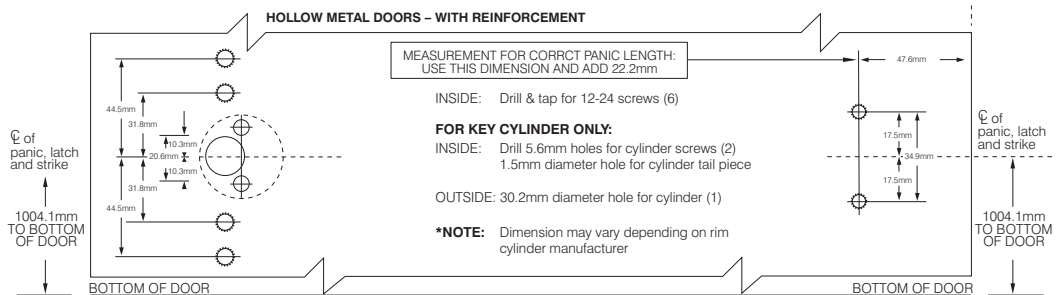 HOLLOW METAL DOORS – WITH REINFORCEMENT
MEASUREMENT FOR CORRCT PANIC LENGTH:
USE THIS DIMENSION AND ADD 22.2mm
47.6mm
INSIDE: Drill & tap for 12-24 screws (6)
FOR KEY CYLINDER ONLY:
INSIDE: Drill 5.6mm holes for cylinder screws (2)
1.5mm diameter hole for cylinder tail piece
OUTSIDE: 30.2mm diameter hole for cylinder (1)
*NOTE: Dimension may vary depending on rim
cylinder manufacturer
44.5mm
31.8mm
10.3mm
20.6mm
10.3mm
31.8mm
44.5mm
℄ of
panic, latch
and strike
1004.1mm
TO BOTTOM
OF DOOR
BOTTOM OF DOOR
17.5mm
34.9mm
17.5mm
℄ of
panic, latch
and strike
1004.1mm
TO BOTTOM
OF DOOR
BOTTOM OF DOOR